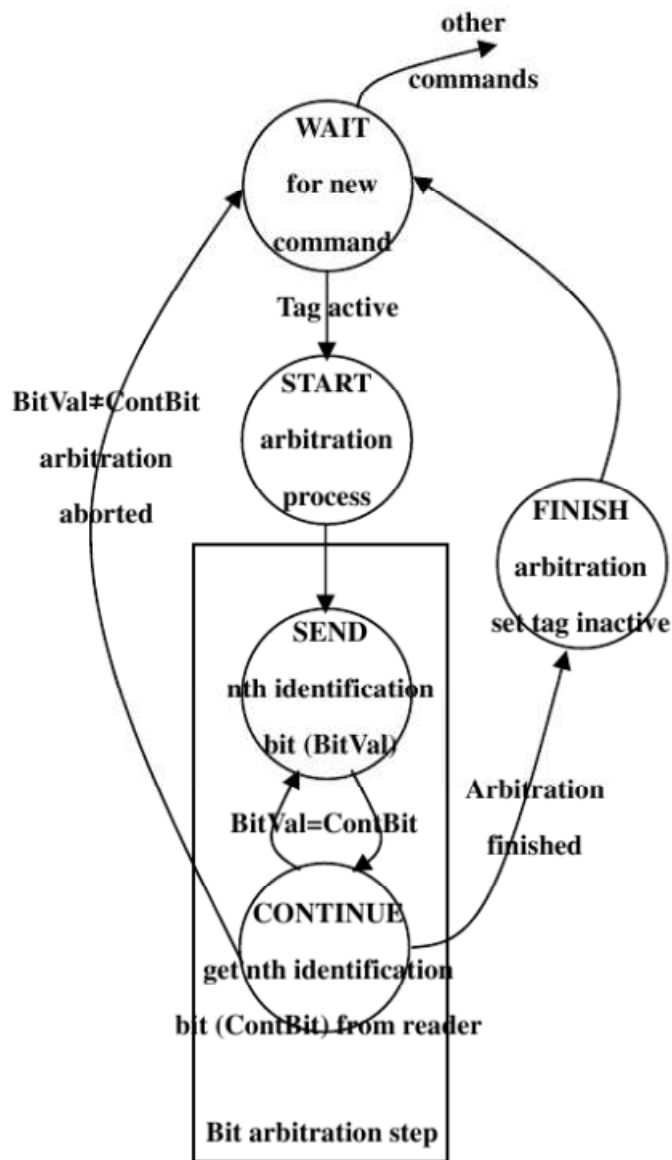 other
commands
WAIT
for new
command
Tag active
START
arbitration
process
BitVal≠ContBit
arbitration
aborted
FINISH
arbitration
set tag inactive
SEND
nth identification
bit (BitVal)
BitVal=ContBit
Arbitration
finished
CONTINUE
get nth identification
bit (ContBit) from reader
Bit arbitration step